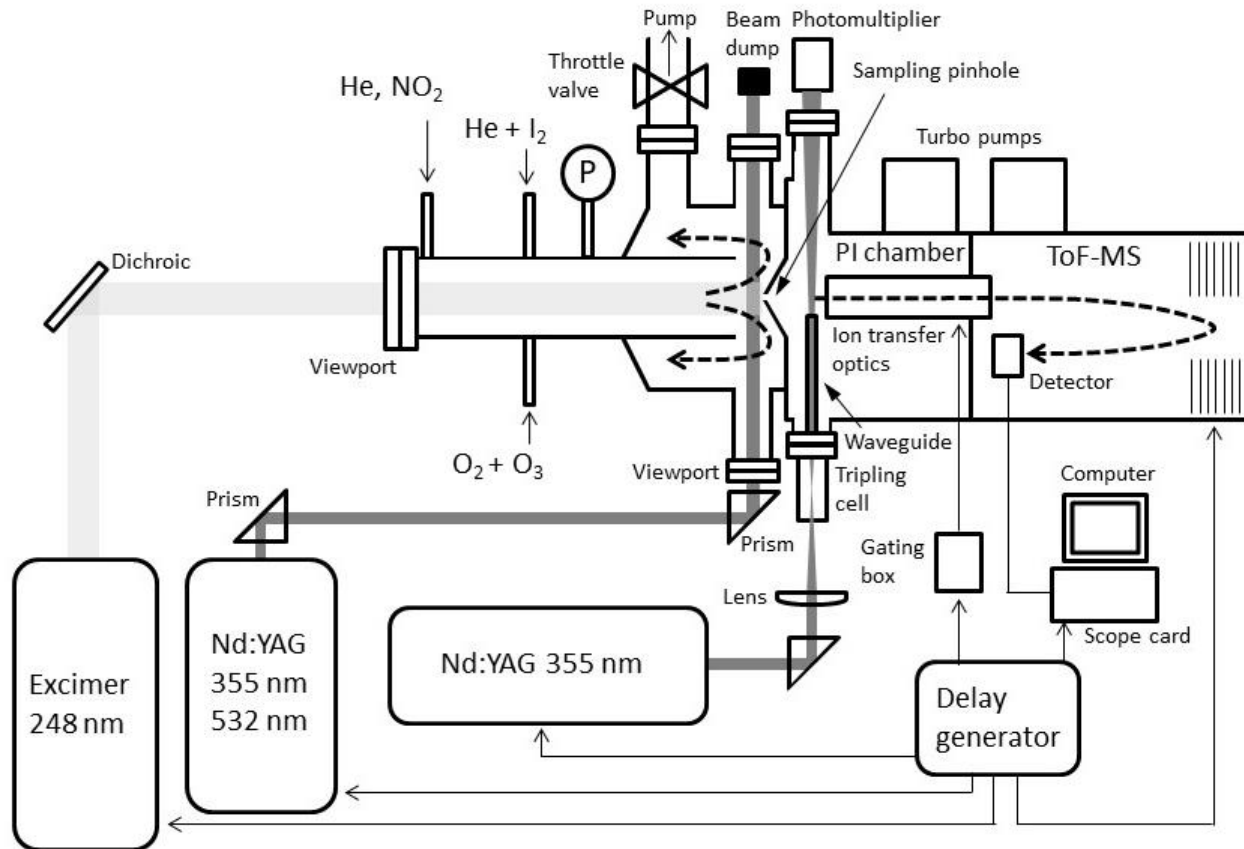 Pump
Beam
dump
Photomultiplier
Throttle
valve
Sampling pinhole
He, NO₂
He + I₂
P
Turbo pumps
Dichroic
PI chamber
ToF-MS
Viewport
Ion transfer
optics
Detector
O₂ + O₃
Waveguide
Viewport
Tripling
cell
Computer
Prism
Prism
Gating
box
Lens
Scope card
Nd:YAG
355 nm
532 nm
Nd:YAG 355 nm
Excimer
248 nm
Delay
generator